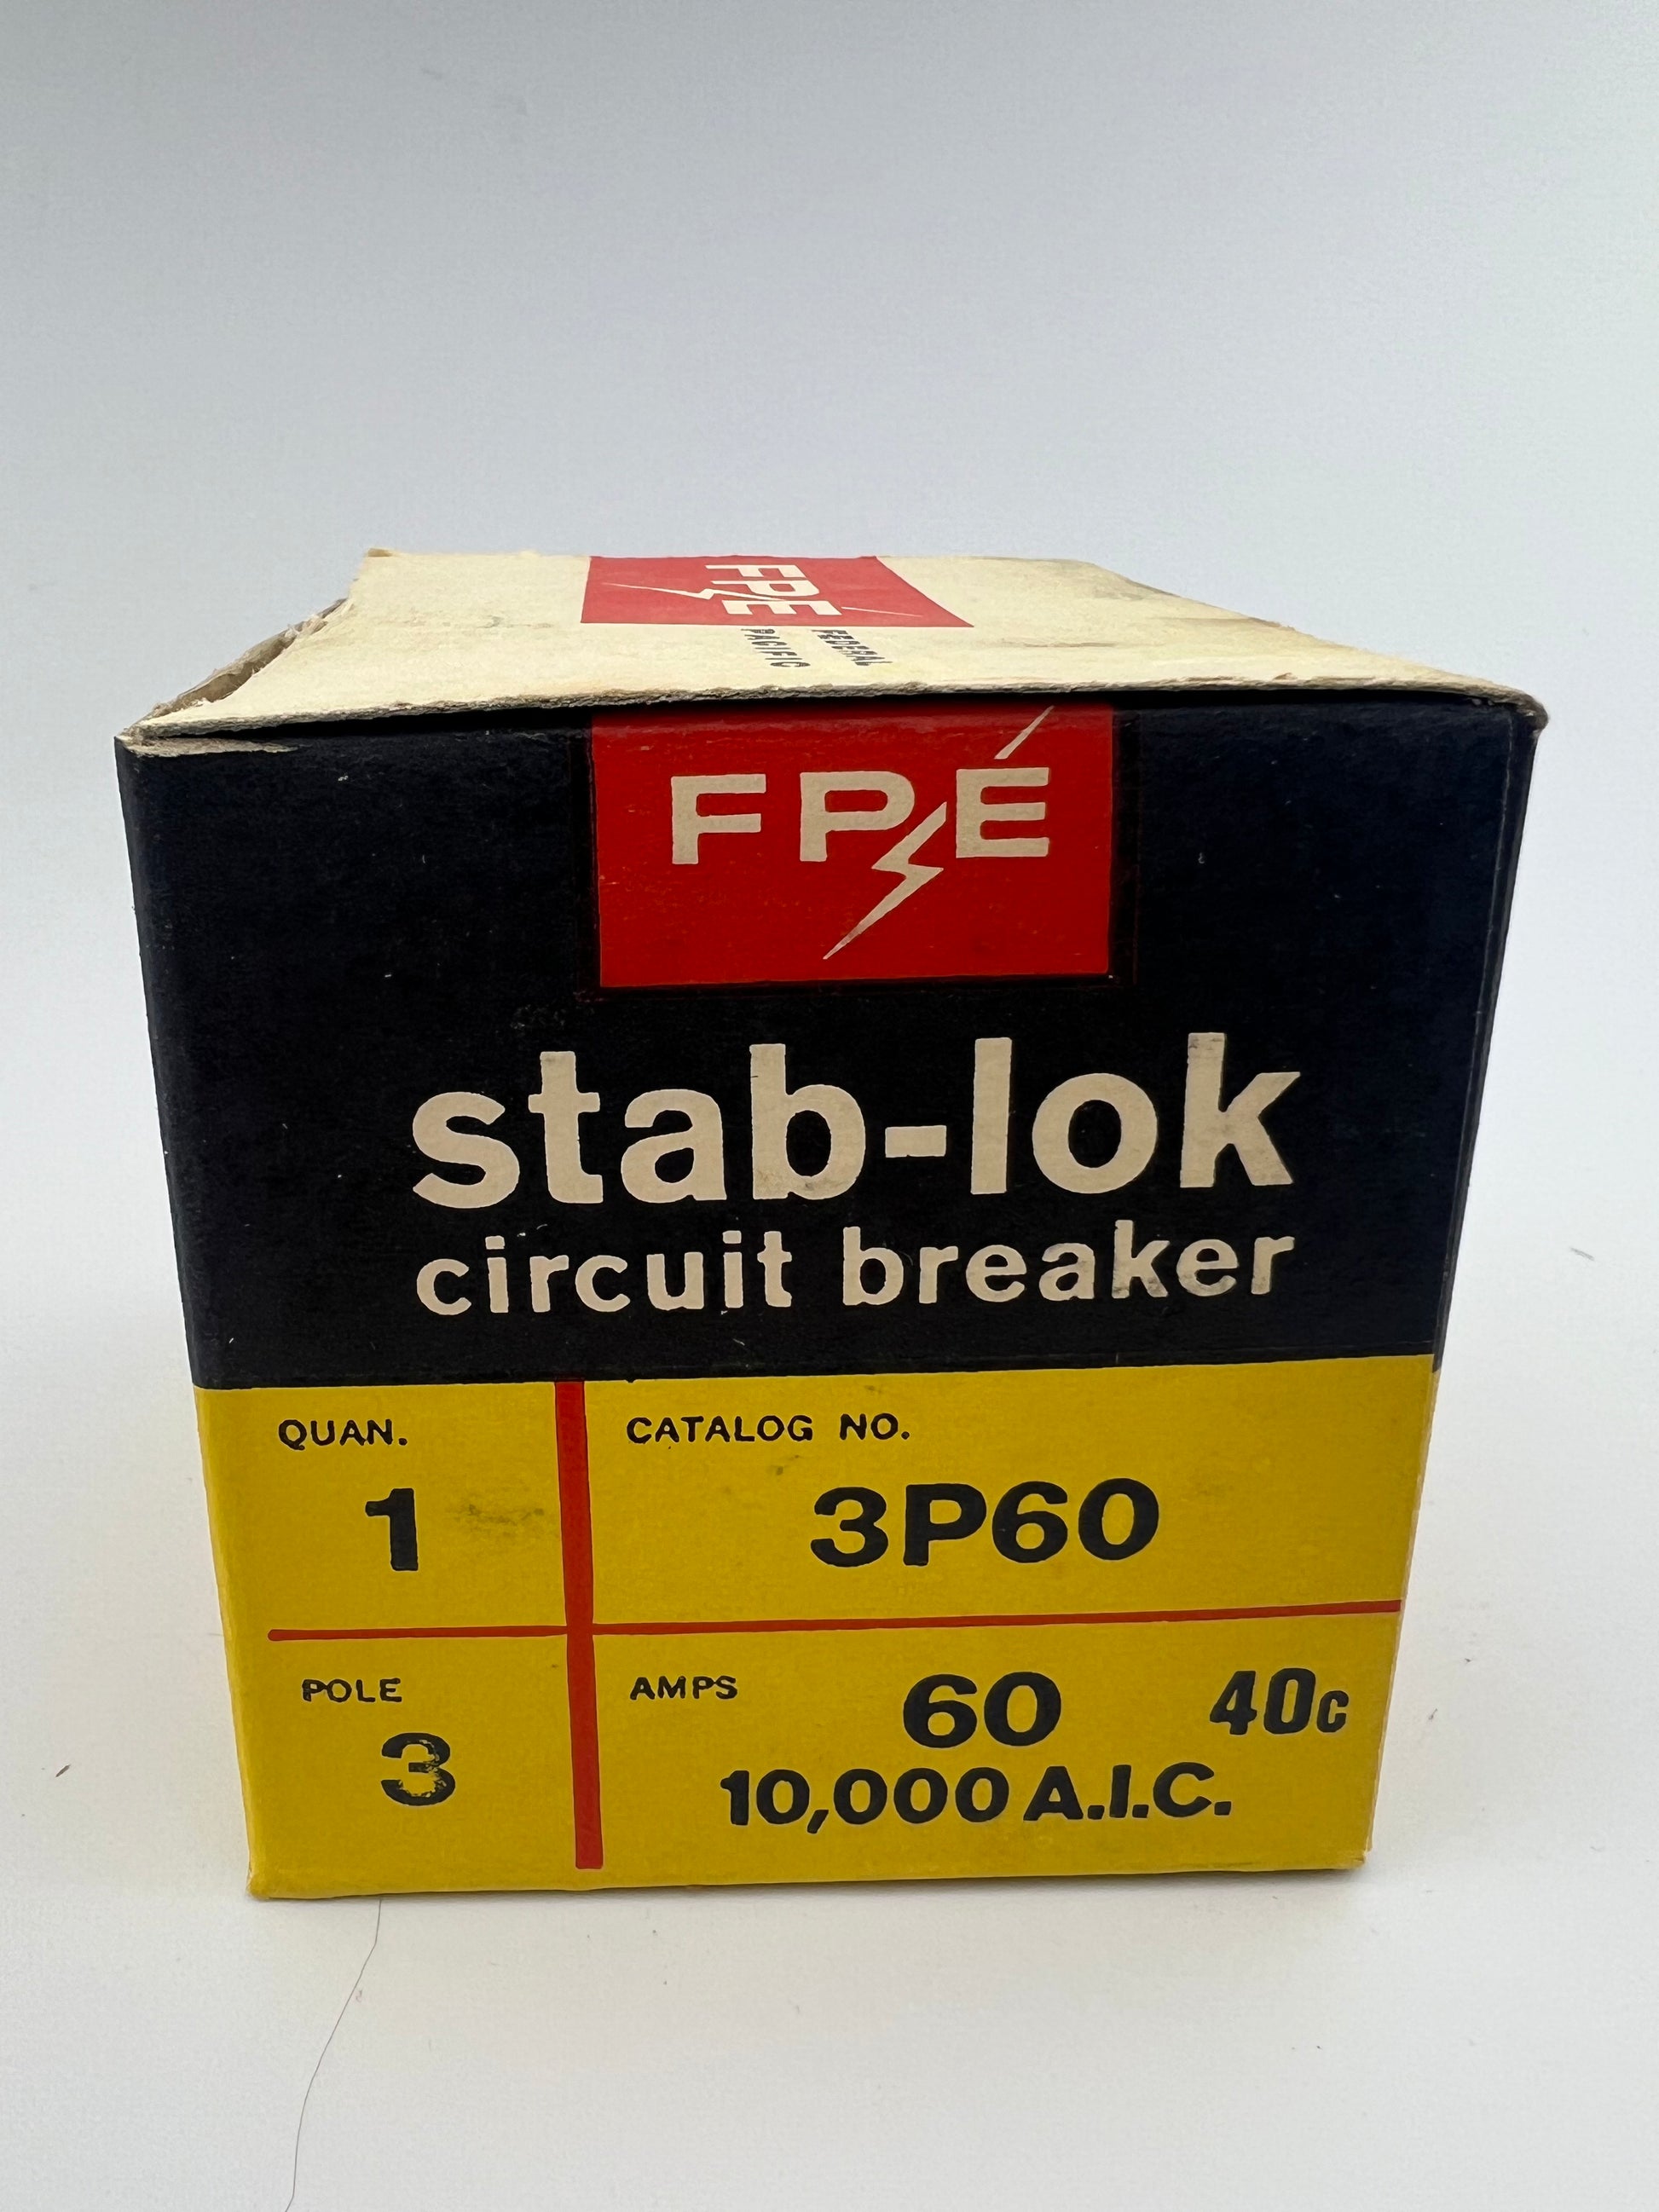 FPE
FEDERAL
PACIFIC
FPE
stab-lok
circuit breaker
QUAN.
1
CATALOG NO.
3P60
POLE
3
AMPS
60
40c
10,000 A.I.C.